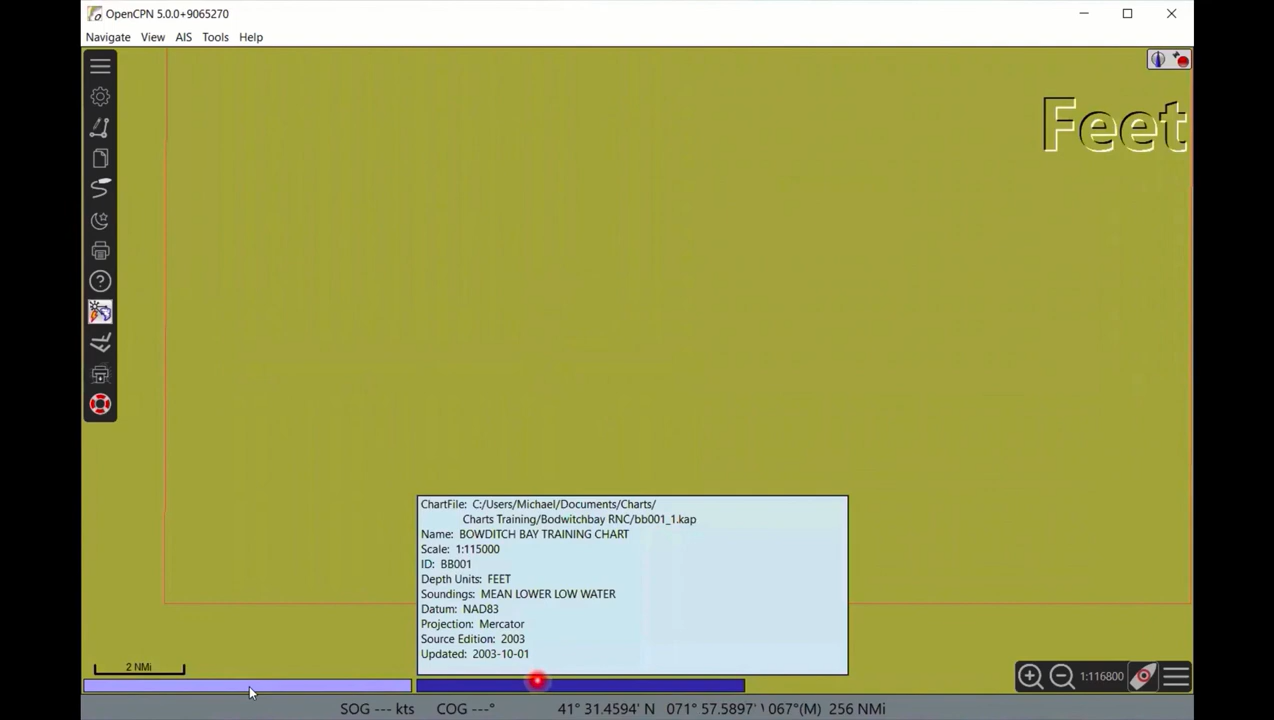 OpenCPN 5.0.0+9065270
Navigate View AIS Tools Help
Feet
ChartFile: C:/Users/Michael/Documents/Charts/
Charts Training/Bodwitchbay RNC/bb001_1.kap
Name: BOWDITCH BAY TRAINING CHART
Scale: 1:115000
ID: BB001
Depth Units: FEET
Soundings: MEAN LOWER LOW WATER
Datum: NAD83
Projection: Mercator
Source Edition: 2003
Updated: 2003-10-01
2 NMi
1:116800
SOG --- kts COG ---° 41° 31.4594' N 071° 57.5897' \ 067°(M) 256 NMi